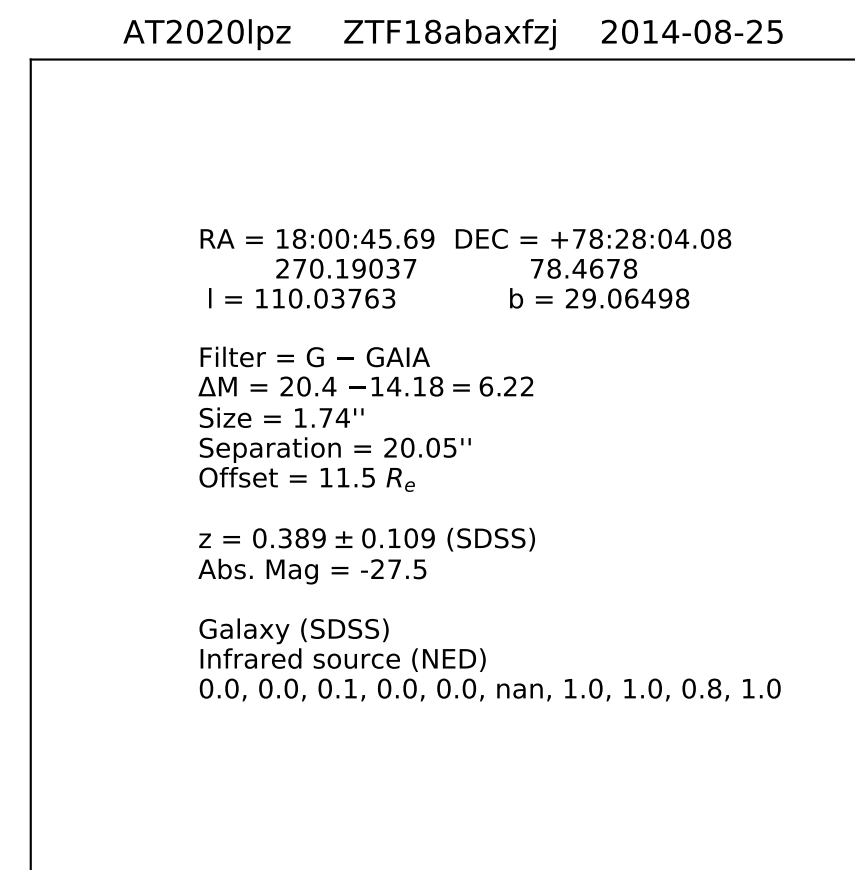 AT2020lpz ZTF18abaxfzj 2014-08-25
RA = 18:00:45.69 DEC = +78:28:04.08
270.19037 78.4678
l = 110.03763 b = 29.06498
Filter = G − GAIA
ΔM = 20.4 −14.18 = 6.22
Size = 1.74''
Separation = 20.05''
Offset = 11.5 Rₑ
z = 0.389 ± 0.109 (SDSS)
Abs. Mag = -27.5
Galaxy (SDSS)
Infrared source (NED)
0.0, 0.0, 0.1, 0.0, 0.0, nan, 1.0, 1.0, 0.8, 1.0